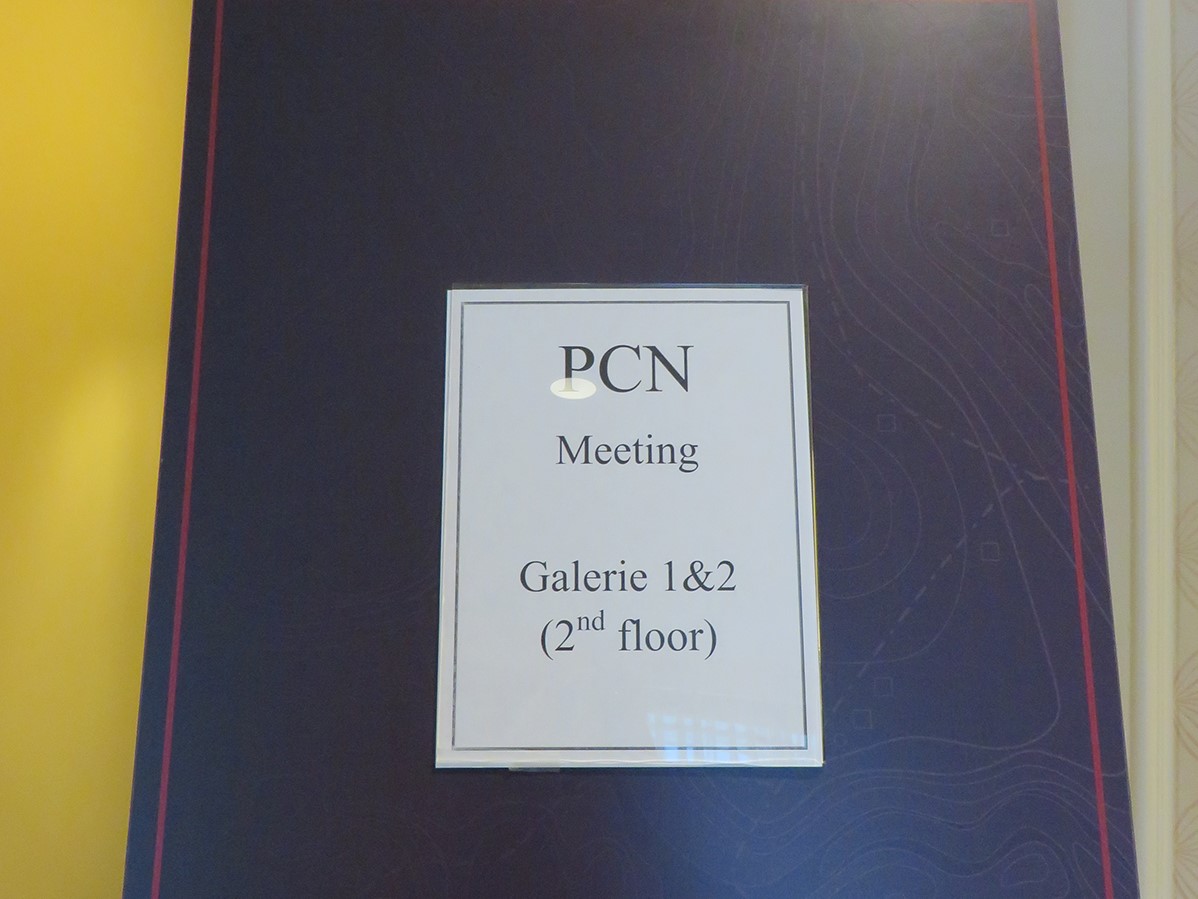 PCN
Meeting
Galerie 1&2
(2nd floor)